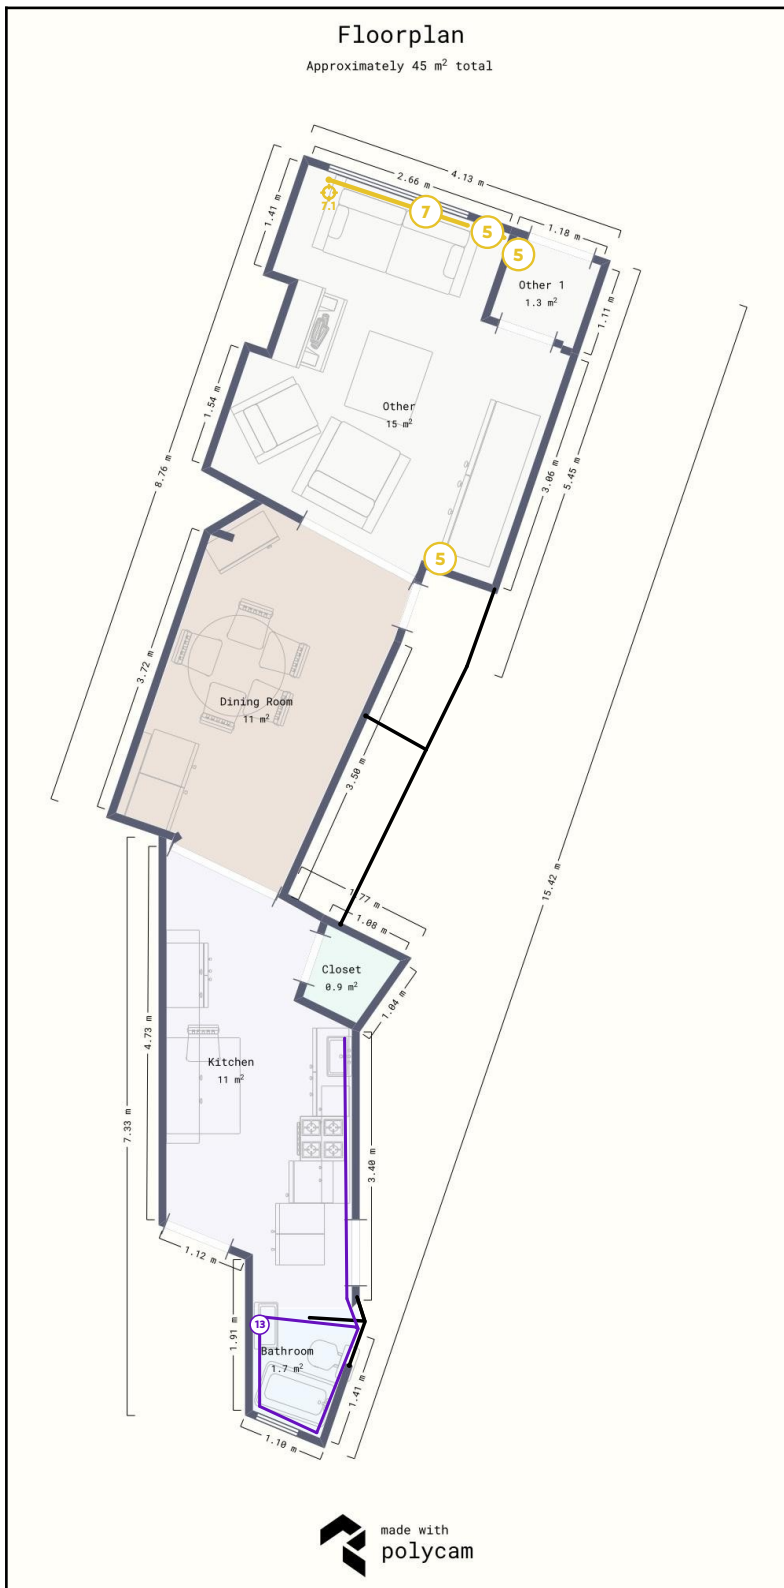 Floorplan
Approximately 45 m² total
4.13 m
2.66 m
1.18 m
1.41 m
7.1
7
5
5
Other 1
1.3 m²
1.11 m
1.54 m
Other
15 m²
8.76 m
3.06 m
5.45 m
5
3.72 m
Dining Room
11 m²
3.50 m
15.42 m
1.77 m
1.08 m
Closet
0.9 m²
1.04 m
4.73 m
Kitchen
11 m²
7.33 m
3.40 m
1.12 m
1.91 m
13
Bathroom
1.7 m²
1.41 m
1.10 m
made with
polycam